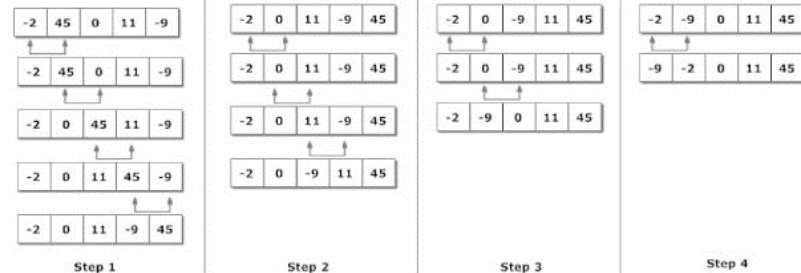 -2 45 0 11 -9
-2 45 0 11 -9
-2 0 45 11 -9
-2 0 11 45 -9
-2 0 11 -9 45
Step 1
-2 0 11 -9 45
-2 0 11 -9 45
-2 0 11 -9 45
-2 0 -9 11 45
Step 2
-2 0 -9 11 45
-2 0 -9 11 45
-2 -9 0 11 45
Step 3
-2 -9 0 11 45
-9 -2 0 11 45
Step 4